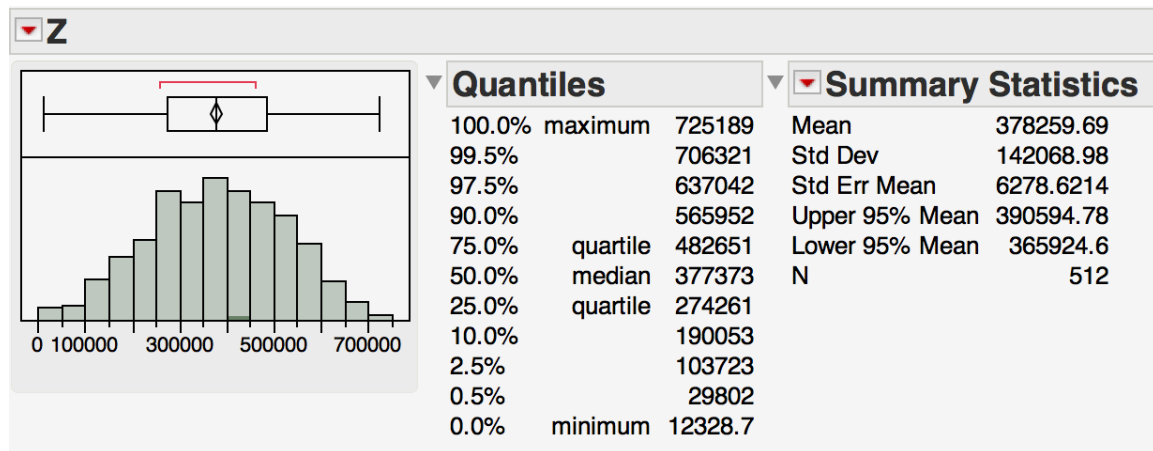 Z
0 100000 300000 500000 700000
Quantiles
100.0% maximum 725189
99.5% 706321
97.5% 637042
90.0% 565952
75.0% quartile 482651
50.0% median 377373
25.0% quartile 274261
10.0% 190053
2.5% 103723
0.5% 29802
0.0% minimum 12328.7
Summary Statistics
Mean 378259.69
Std Dev 142068.98
Std Err Mean 6278.6214
Upper 95% Mean 390594.78
Lower 95% Mean 365924.6
N 512